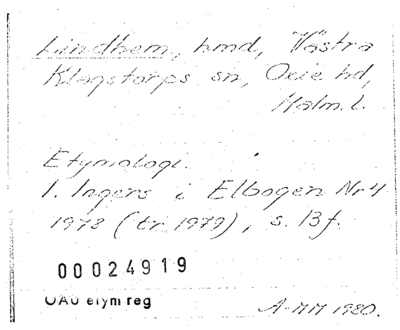 Lindhem, hmd, Västra
Klagstorps sn, Oxie hd,
Malm. l.
Etymologi.
I. Ingers i Elbogen Nr 4
1978 (tr 1979), s. 13 f.
00024919
OAU etym reg
A-MM 1980.